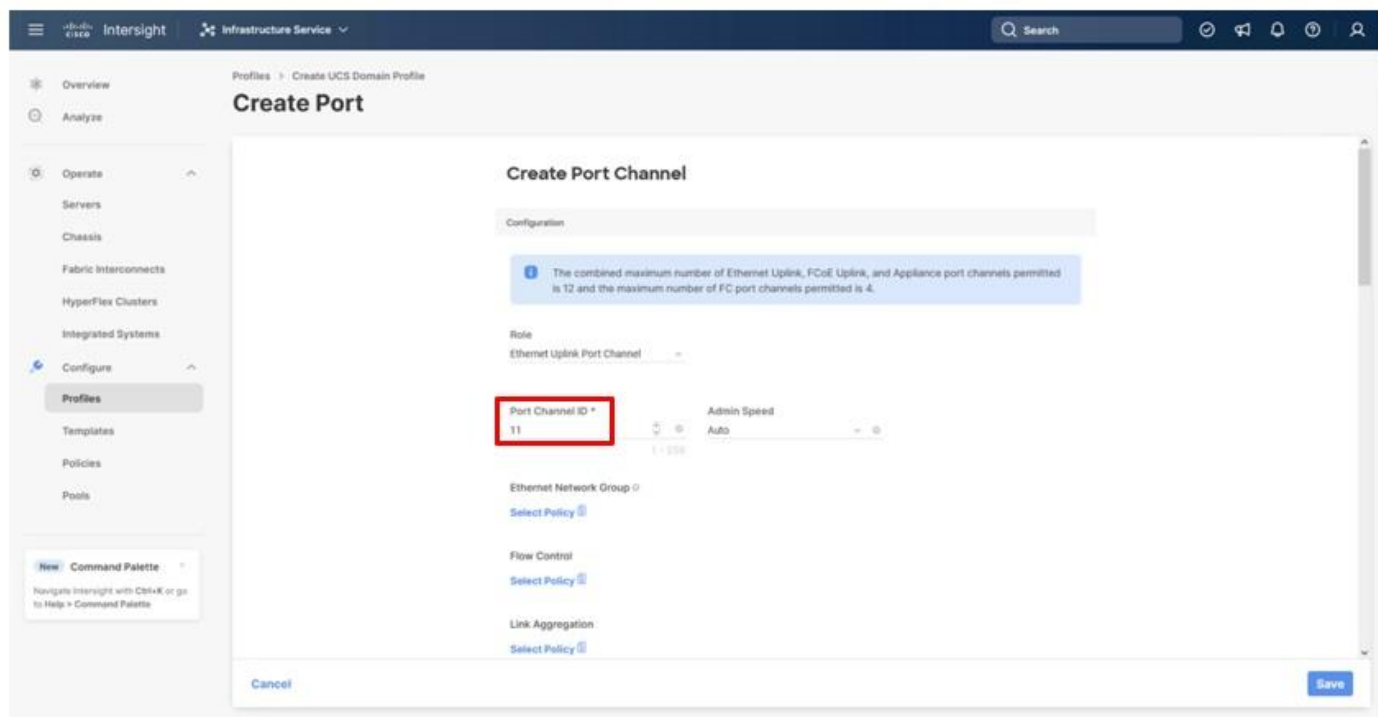 cisco Intersight Infrastructure Service Search
Overview
Analyze
Operate
Servers
Chassis
Fabric Interconnects
HyperFlex Clusters
Integrated Systems
Configure
Profiles
Templates
Policies
Pools
New Command Palette
Navigate Intersight with Ctrl+K or go
to Help > Command Palette
Profiles > Create UCS Domain Profile
Create Port
Create Port Channel
Configuration
The combined maximum number of Ethernet Uplink, FCoE Uplink, and Appliance port channels permitted
is 12 and the maximum number of FC port channels permitted is 4.
Role
Ethernet Uplink Port Channel
Port Channel ID * Admin Speed
11 Auto
Ethernet Network Group
Select Policy
Flow Control
Select Policy
Link Aggregation
Select Policy
Cancel Save